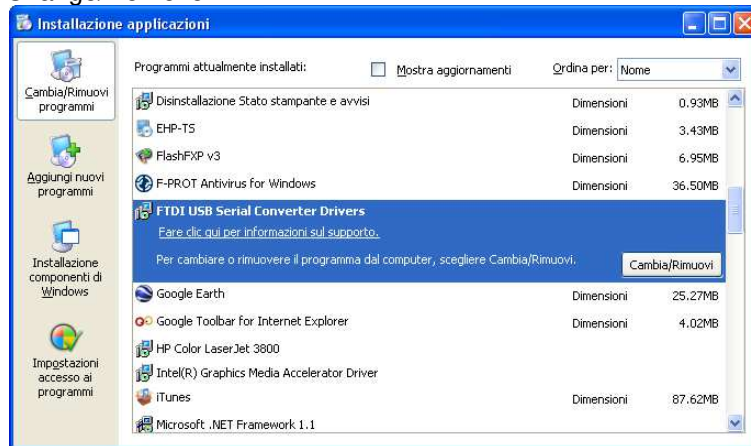 Installazione applicazioni
Cambia/Rimuovi programmi
Aggiungi nuovi programmi
Installazione componenti di Windows
Impostazioni accesso ai programmi
Programmi attualmente installati:
Mostra aggiornamenti
Ordina per: Nome
Disinstallazione Stato stampante e avvisi Dimensioni 0.93MB
EHP-TS Dimensioni 3.43MB
FlashFXP v3 Dimensioni 6.95MB
F-PROT Antivirus for Windows Dimensioni 36.50MB
FTDI USB Serial Converter Drivers
Fare clic qui per informazioni sul supporto.
Per cambiare o rimuovere il programma dal computer, scegliere Cambia/Rimuovi.
Cambia/Rimuovi
Google Earth Dimensioni 25.27MB
Google Toolbar for Internet Explorer Dimensioni 4.02MB
HP Color LaserJet 3800
Intel(R) Graphics Media Accelerator Driver
iTunes Dimensioni 87.62MB
Microsoft .NET Framework 1.1